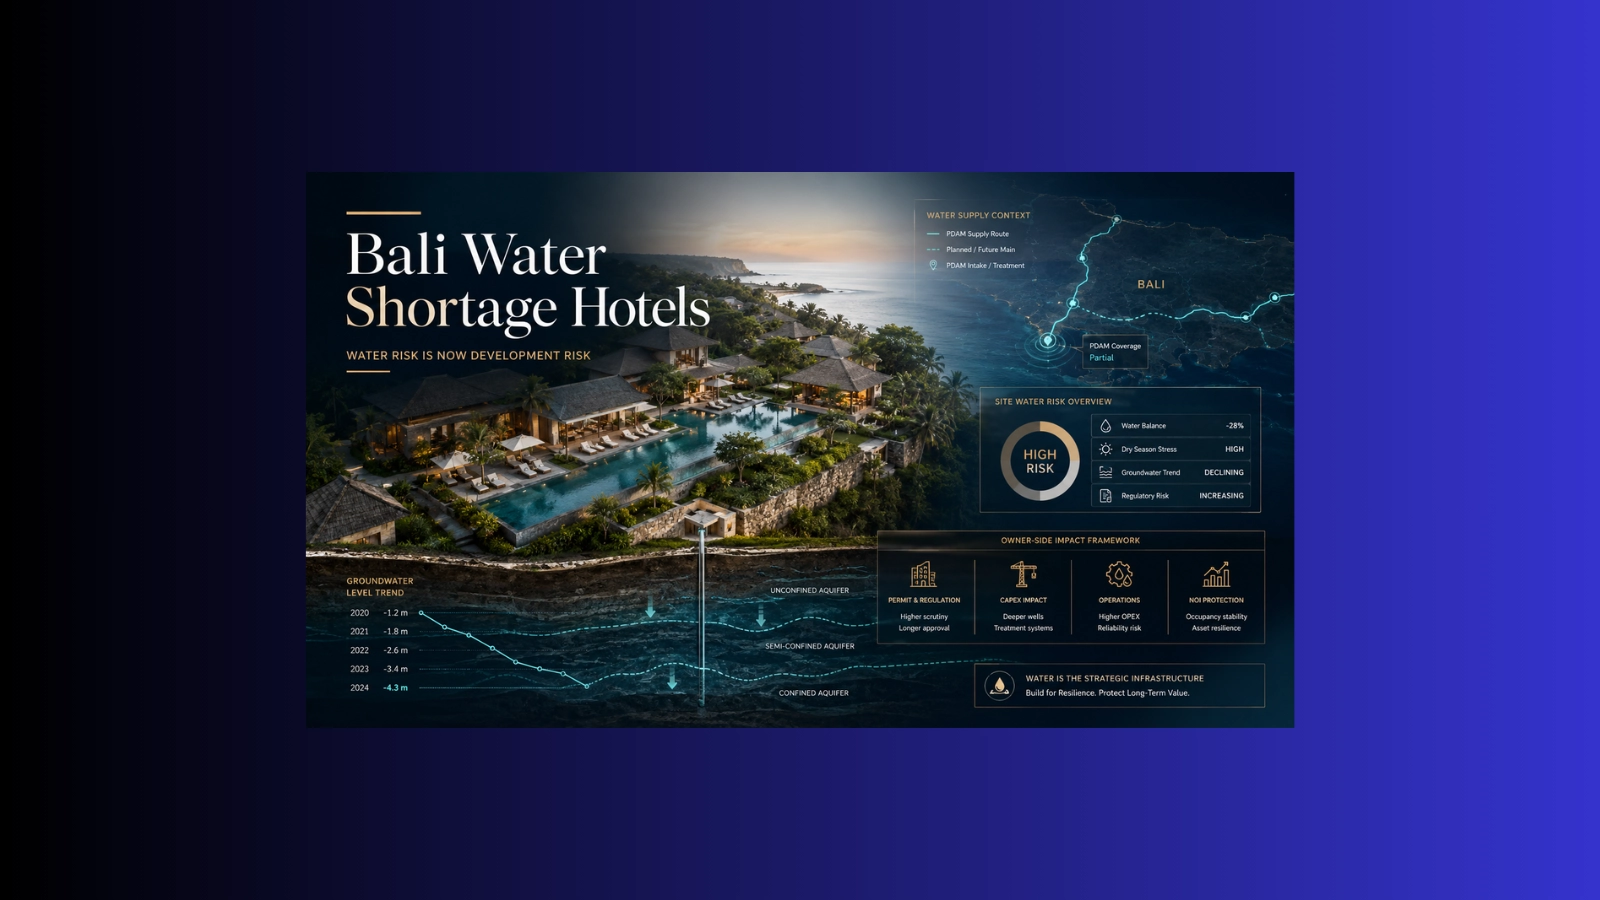 Bali Water
Shortage Hotels
WATER RISK IS NOW DEVELOPMENT RISK
WATER SUPPLY CONTEXT
PDAM Supply Route
Planned / Future Main
PDAM Intake / Treatment
BALI
PDAM Coverage
Partial
SITE WATER RISK OVERVIEW
HIGH
RISK
Water Balance -28%
Dry Season Stress HIGH
Groundwater Trend DECLINING
Regulatory Risk INCREASING
OWNER-SIDE IMPACT FRAMEWORK
PERMIT & REGULATION
Higher scrutiny
Longer approval
CAPEX IMPACT
Deeper wells
Treatment systems
OPERATIONS
Higher OPEX
Reliability risk
NOI PROTECTION
Occupancy stability
Asset resilience
GROUNDWATER
LEVEL TREND
2020 -1.2 m
2021 -1.8 m
2022 -2.6 m
2023 -3.4 m
2024 -4.3 m
UNCONFINED AQUIFER
SEMI-CONFINED AQUIFER
CONFINED AQUIFER
WATER IS THE STRATEGIC INFRASTRUCTURE
Build for Resilience. Protect Long-Term Value.